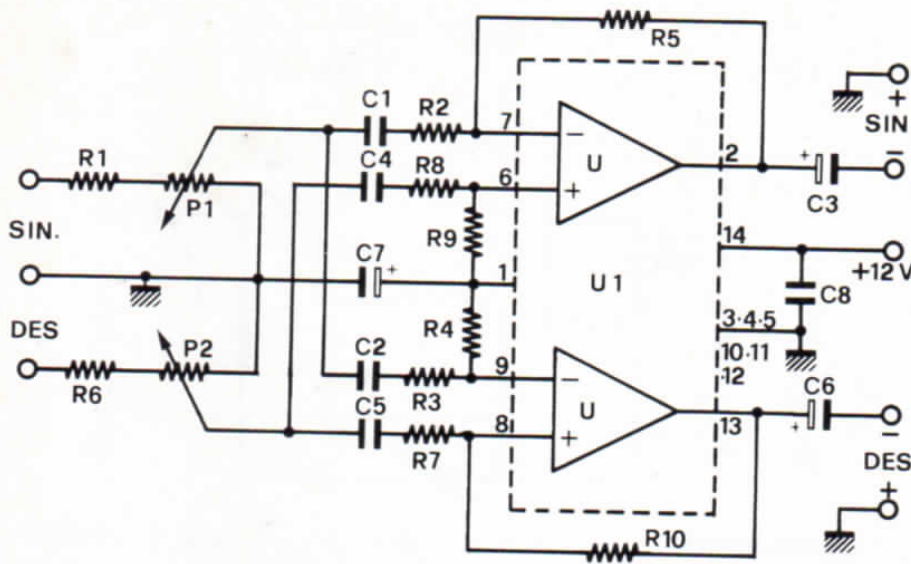 R5
+
SIN
−
C1
R2
7
−
U
2
+
C3
R1
P1
C4
R8
6
+
SIN.
R9
C7
+
1
U1
14
+12 V
C8
R4
3·4·5
10·11
·12
DES
P2
C2
R3
9
−
U
C6
R6
C5
R7
8
+
13
+
−
DES
+
R10